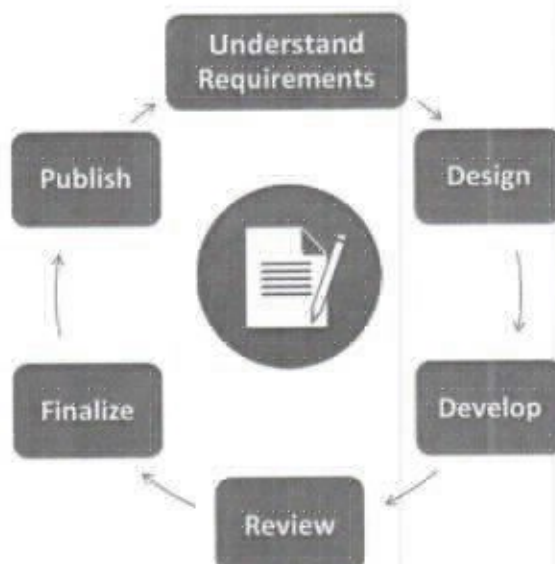 Understand
Requirements
Design
Develop
Review
Finalize
Publish